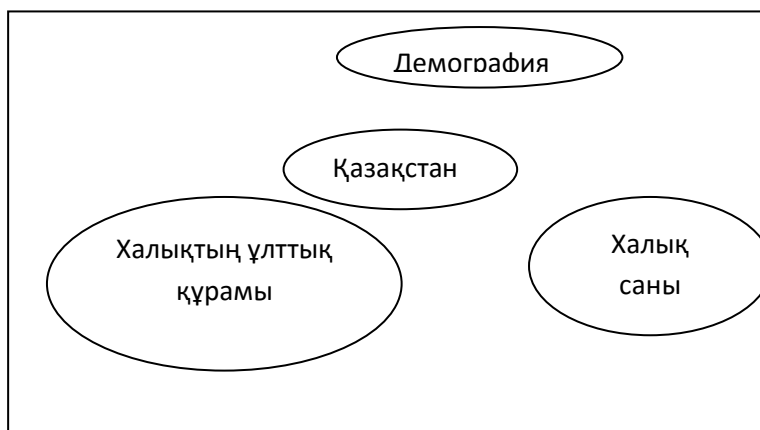 Демография
Қазақстан
Халықтың ұлттық
құрамы
Халық
саны